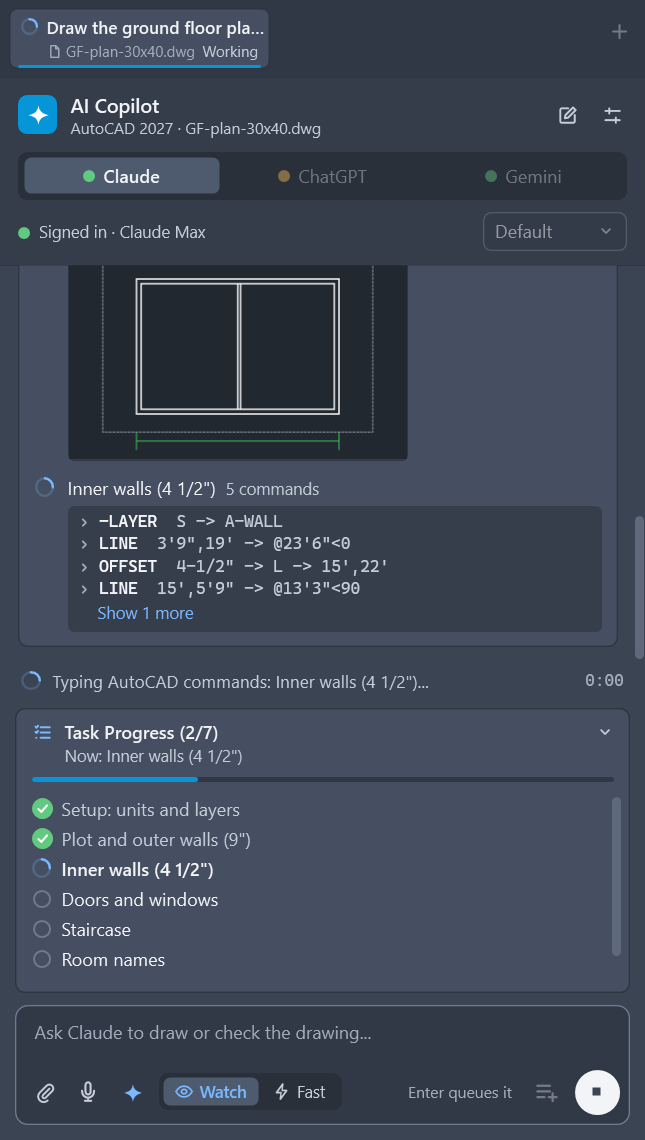 Draw the ground floor pla...
GF-plan-30x40.dwg Working
AI Copilot
AutoCAD 2027 · GF-plan-30x40.dwg
Claude
ChatGPT
Gemini
Signed in · Claude Max
Default
Inner walls (4 1/2") 5 commands
> -LAYER S -> A-WALL
> LINE 3'9",19' -> @23'6"<0
> OFFSET 4-1/2" -> L -> 15',22'
> LINE 15',5'9" -> @13'3"<90
Show 1 more
Typing AutoCAD commands: Inner walls (4 1/2")... 0:00
Task Progress (2/7)
Now: Inner walls (4 1/2")
Setup: units and layers
Plot and outer walls (9")
Inner walls (4 1/2")
Doors and windows
Staircase
Room names
Ask Claude to draw or check the drawing...
Watch
Fast
Enter queues it